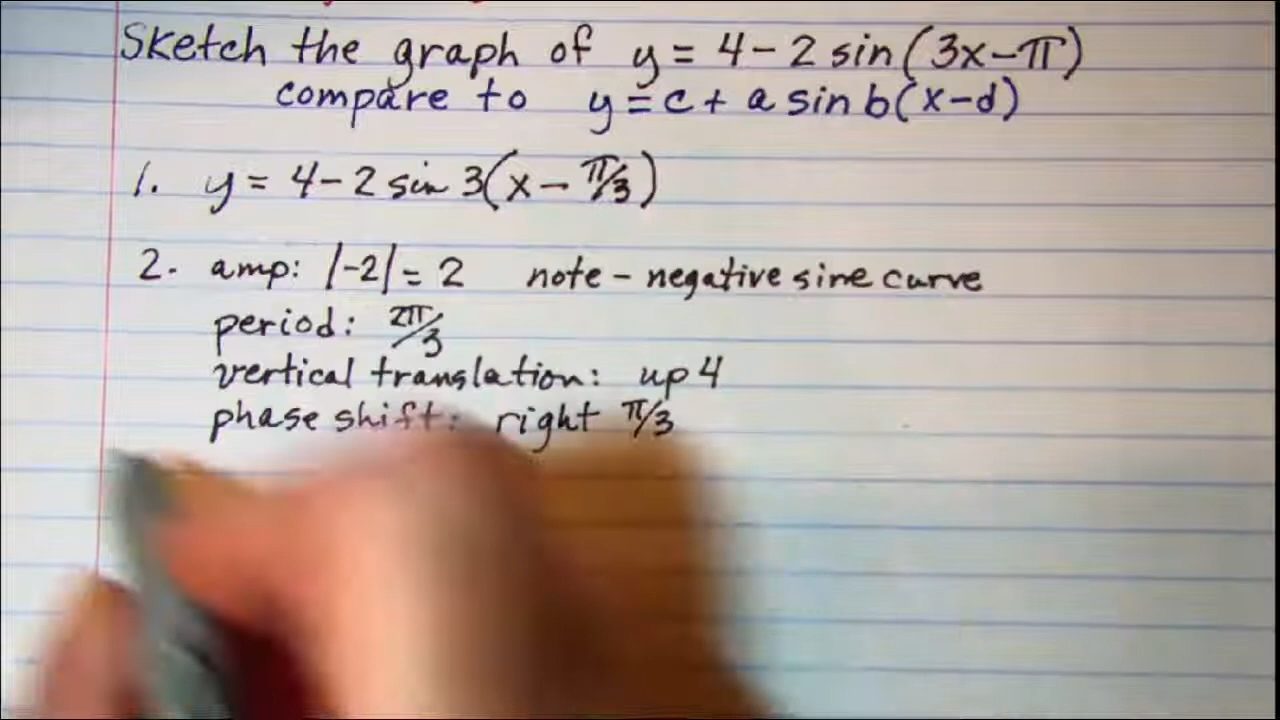 Sketch the graph of y = 4 - 2 sin(3x - π)
compare to y = c + a sin b(x - d)
1. y = 4 - 2 sin 3(x - π/3)
2. amp: |-2| = 2 note - negative sine curve
period: 2π/3
vertical translation: up 4
phase shift: right π/3